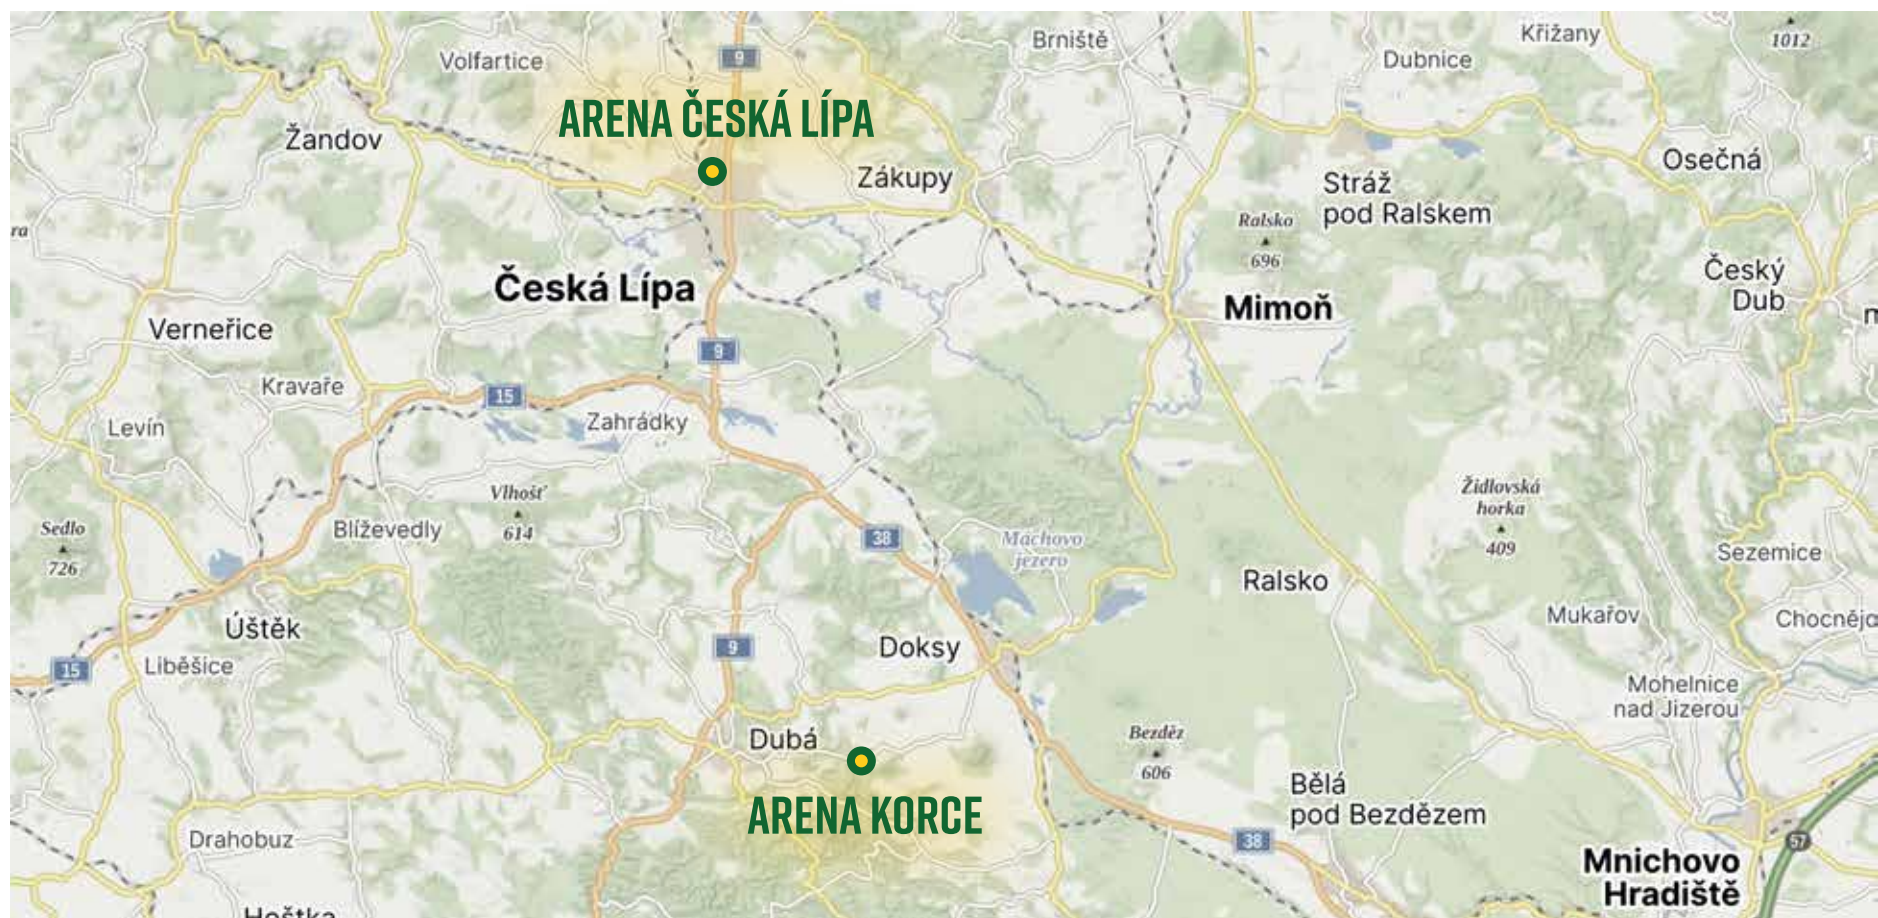 Volfartice
9
Brniště
Dubnice
Křižany
1012
ARENA ČESKÁ LÍPA
Žandov
Zákupy
Osečná
Stráž
pod Ralskem
ra
Ralsko
696
Český
Dub
Česká Lípa
Mimoň
Verneřice
9
Kravaře
15
Levín
Zahrádky
Vlhošť
614
Židlovská
horka
409
Sedlo
726
Blíževedly
38
Máchovo
jezero
Sezemice
Ralsko
Mukařov
Chocněja
Úštěk
9
Doksy
15
Liběšice
Mohelnice
nad Jizerou
Dubá
Bezděz
606
Bělá
pod Bezdězem
ARENA KORCE
Drahobuz
38
57
Mnichovo
Hradiště
Hoštka